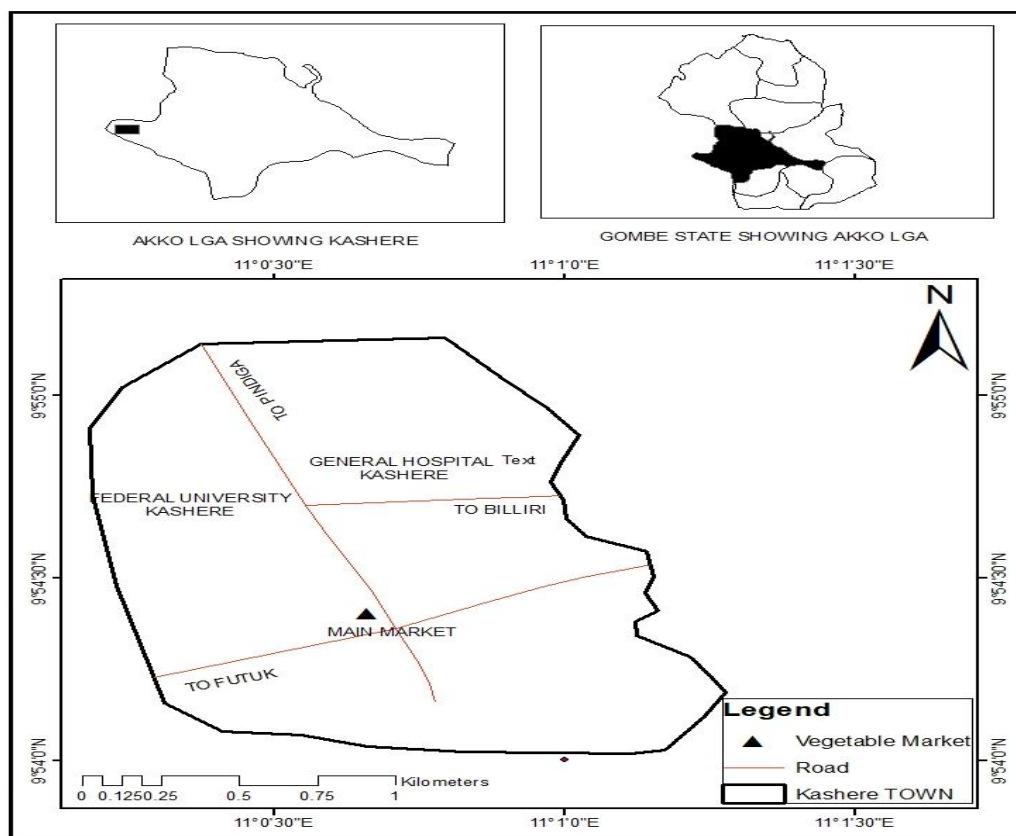 AKKO LGA SHOWING KASHERE
GOMBE STATE SHOWING AKKO LGA
11°0'30"E
11°1'0"E
11°1'30"E
N
9°55'0"N
9°55'0"N
TO PINDIGA
GENERAL HOSPITAL Text
KASHERE
FEDERAL UNIVERSITY
KASHERE
TO BILLIRI
9°54'30"N
9°54'30"N
MAIN MARKET
TO FUTUK
Legend
Vegetable Market
Road
Kashere TOWN
9°54'0"N
9°54'0"N
Kilometers
0 0.1250.25 0.5 0.75 1
11°0'30"E
11°1'0"E
11°1'30"E